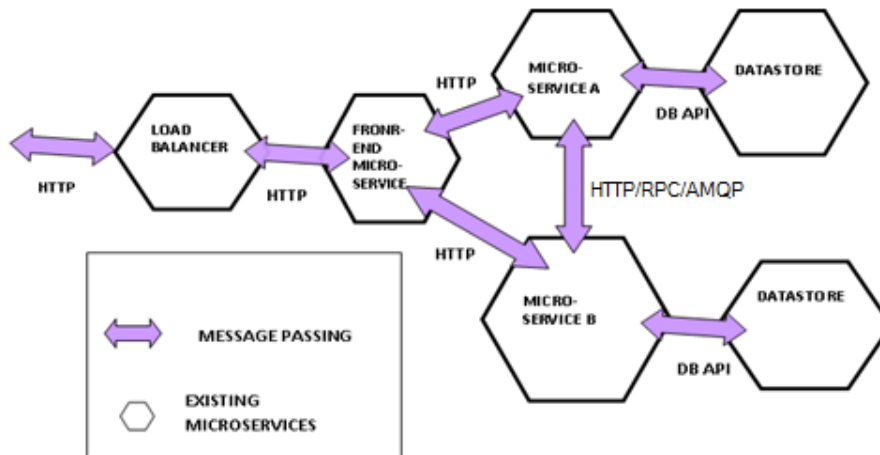 HTTP
LOAD
BALANCER
HTTP
FRONR-
END
MICRO-
SERVICE
HTTP
MICRO-
SERVICE A
DB API
DATASTORE
HTTP/RPC/AMQP
HTTP
MICRO-
SERVICE B
DB API
DATASTORE
MESSAGE PASSING
EXISTING
MICROSERVICES